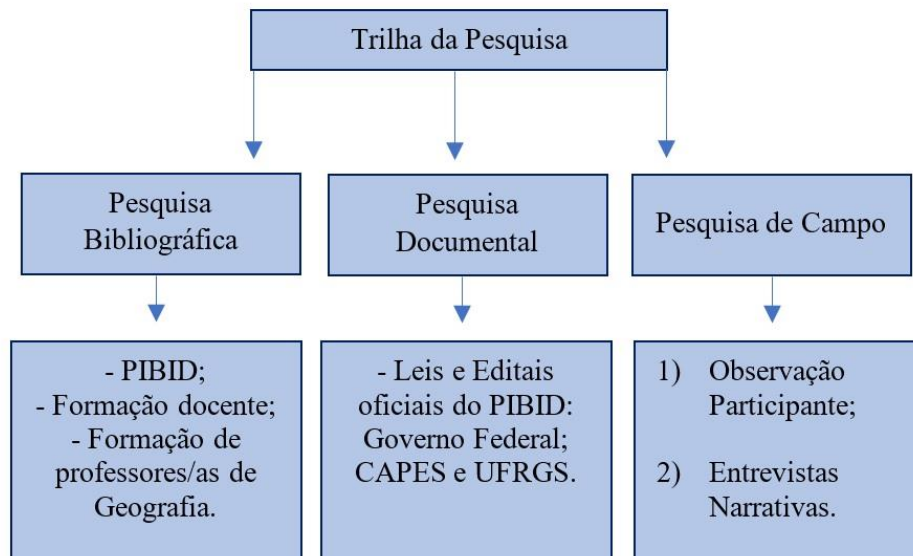 Trilha da Pesquisa
Pesquisa
Bibliográfica
Pesquisa
Documental
Pesquisa de Campo
- PIBID;
- Formação docente;
- Formação de
professores/as de
Geografia.
- Leis e Editais
oficiais do PIBID:
Governo Federal;
CAPES e UFRGS.
1) Observação
Participante;
2) Entrevistas
Narrativas.